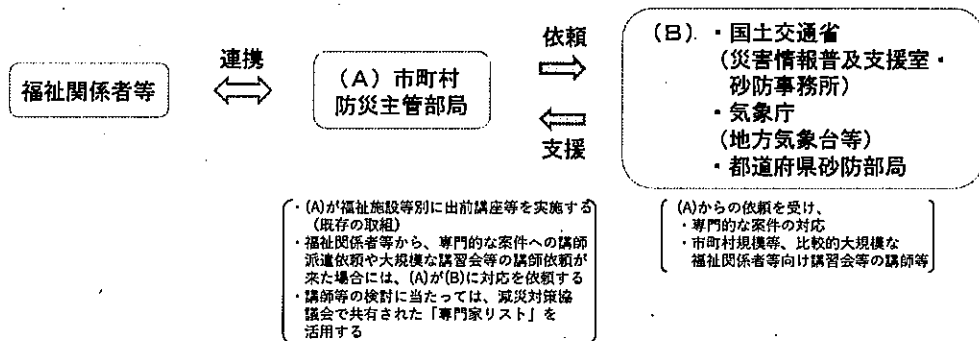 福祉関係者等
連携
(A)市町村
防災主管部局
依頼
支援
(B)・国土交通省
(災害情報普及支援室・
砂防事務所)
・気象庁
(地方気象台等)
・都道府県砂防部局
・(A)が福祉施設等別に出前講座等を実施する
(既存の取組)
・福祉関係者等から、専門的な案件への講師
派遣依頼や大規模な講習会等の講師依頼が
来た場合には、(A)が(B)に対応を依頼する
・講師等の検討に当たっては、減災対策協
議会で共有された「専門家リスト」を
活用する
(A)からの依頼を受け、
・専門的な案件の対応
・市町村規模等、比較的大規模な
福祉関係者等向け講習会等の講師等